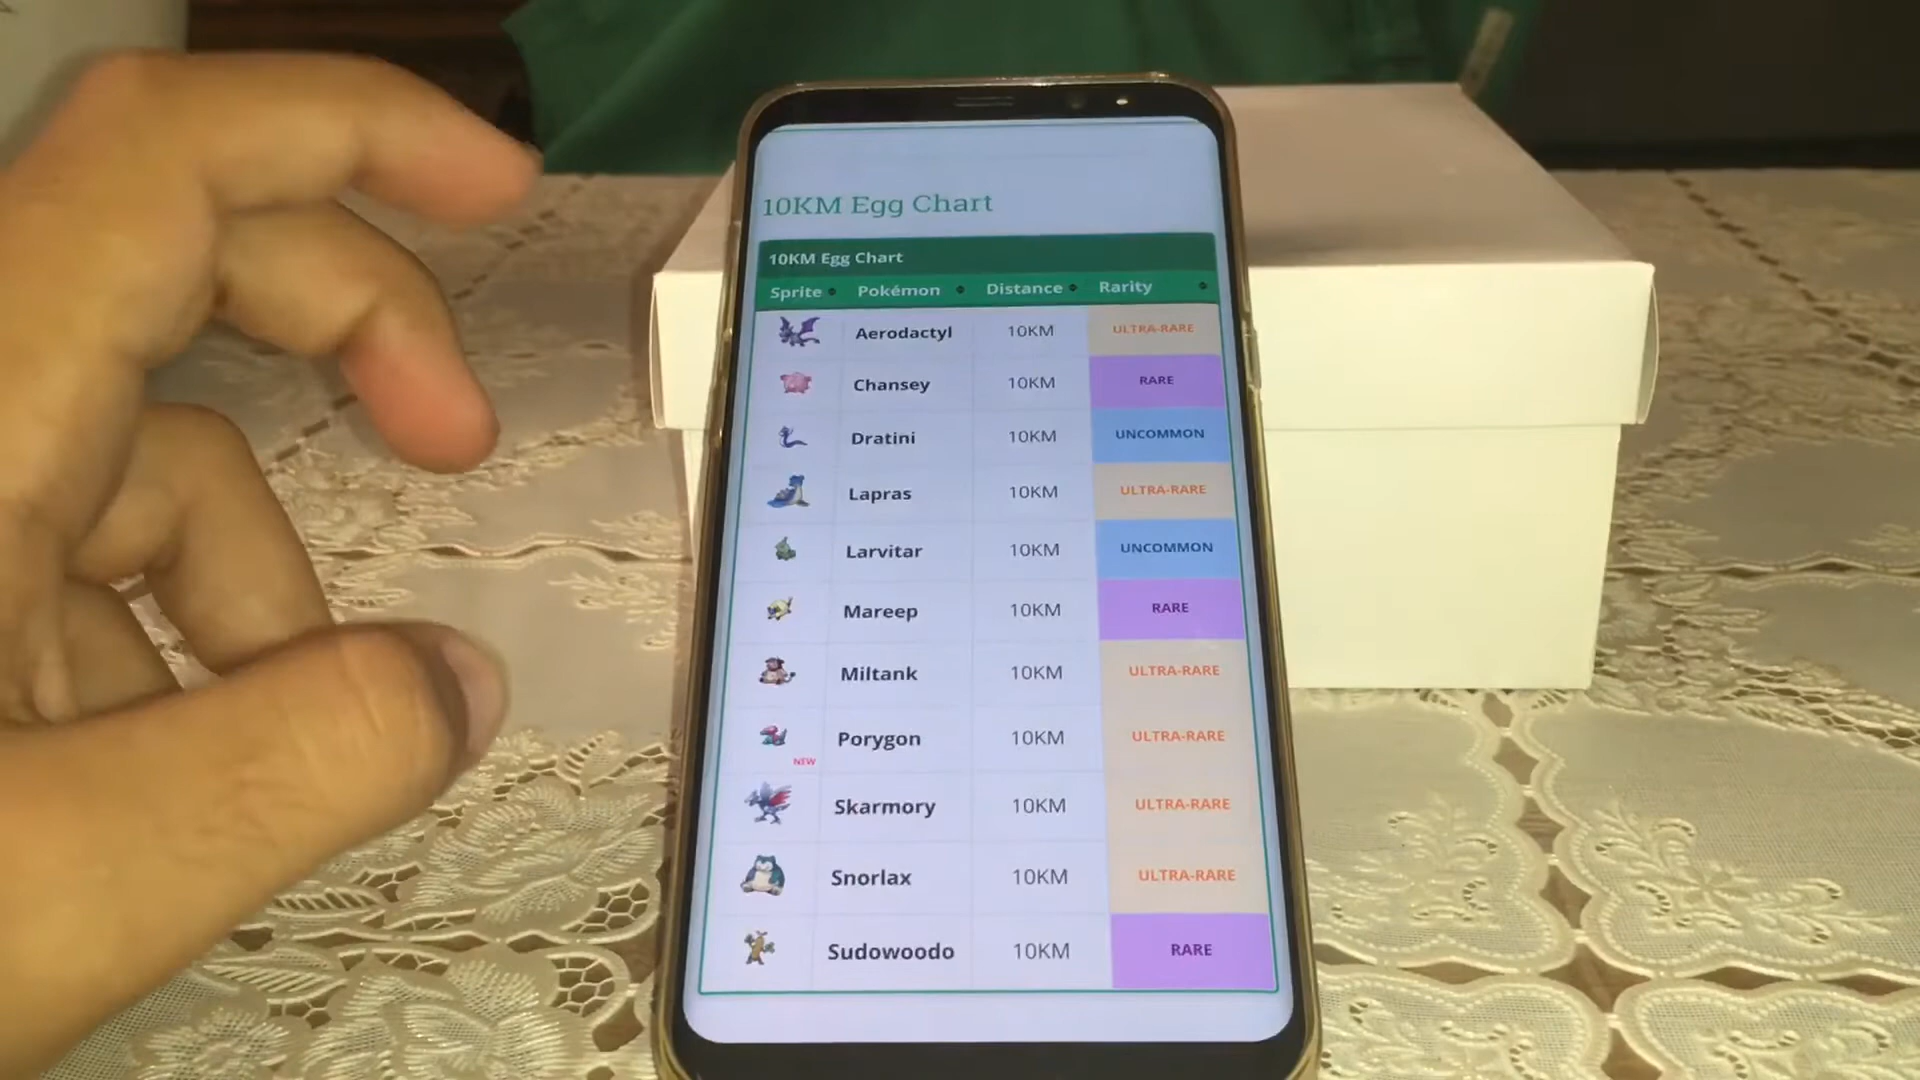 10KM Egg Chart
10KM Egg Chart
Sprite Pokémon Distance Rarity
Aerodactyl 10KM ULTRA-RARE
Chansey 10KM RARE
Dratini 10KM UNCOMMON
Lapras 10KM ULTRA-RARE
Larvitar 10KM UNCOMMON
Mareep 10KM RARE
Miltank 10KM ULTRA-RARE
Porygon 10KM ULTRA-RARE
NEW
Skarmory 10KM ULTRA-RARE
Snorlax 10KM ULTRA-RARE
Sudowoodo 10KM RARE